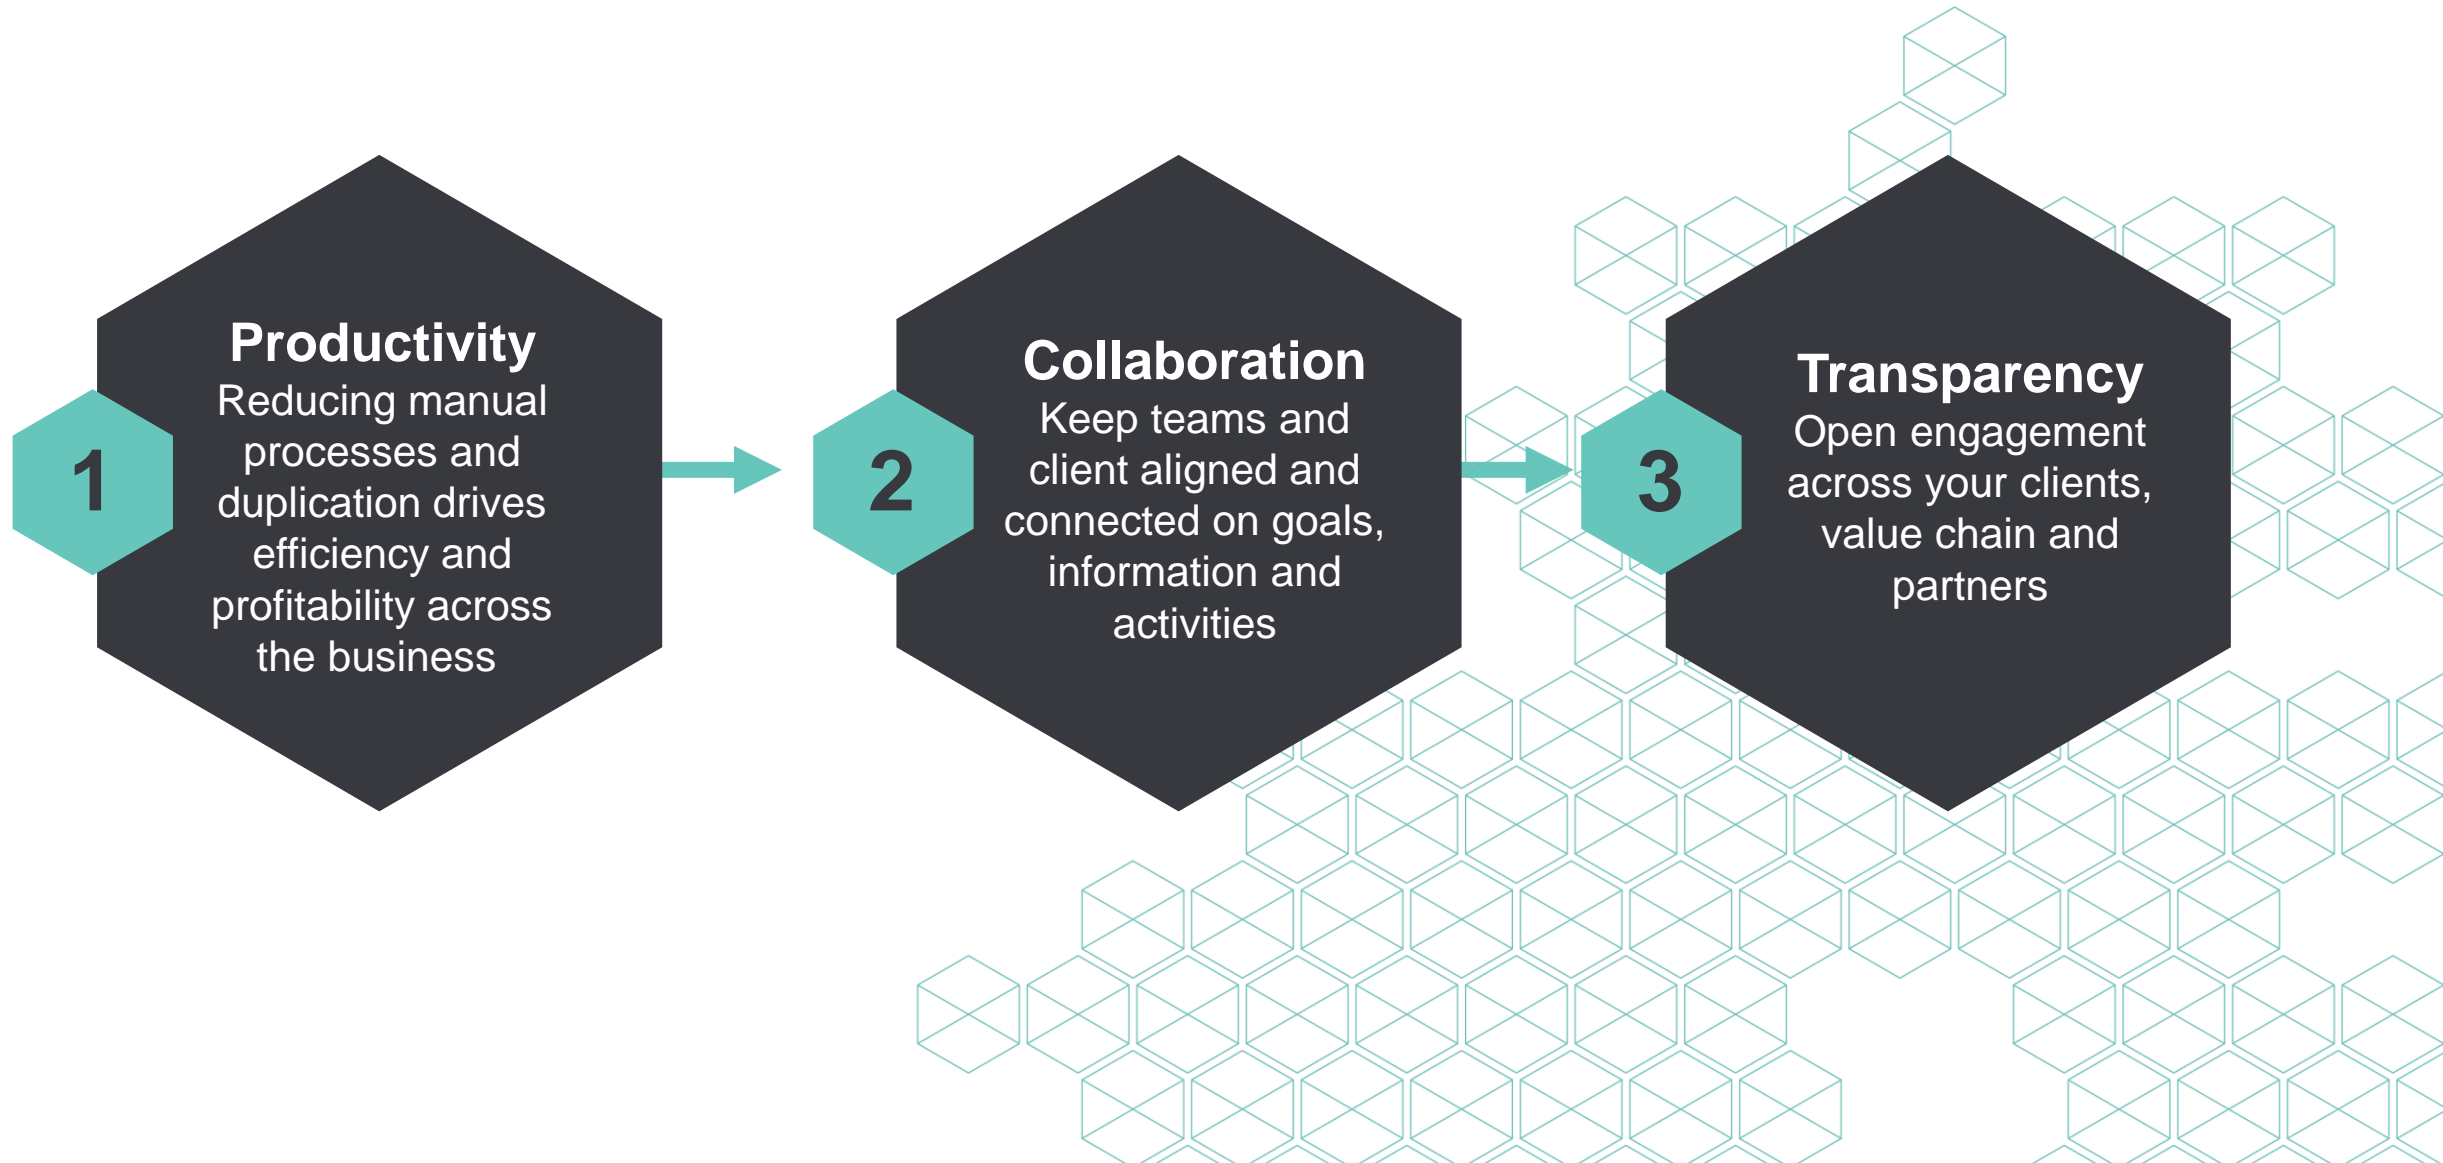 1
Productivity
Reducing manual
processes and
duplication drives
efficiency and
profitability across
the business
2
Collaboration
Keep teams and
client aligned and
connected on goals,
information and
activities
3
Transparency
Open engagement
across your clients,
value chain and
partners